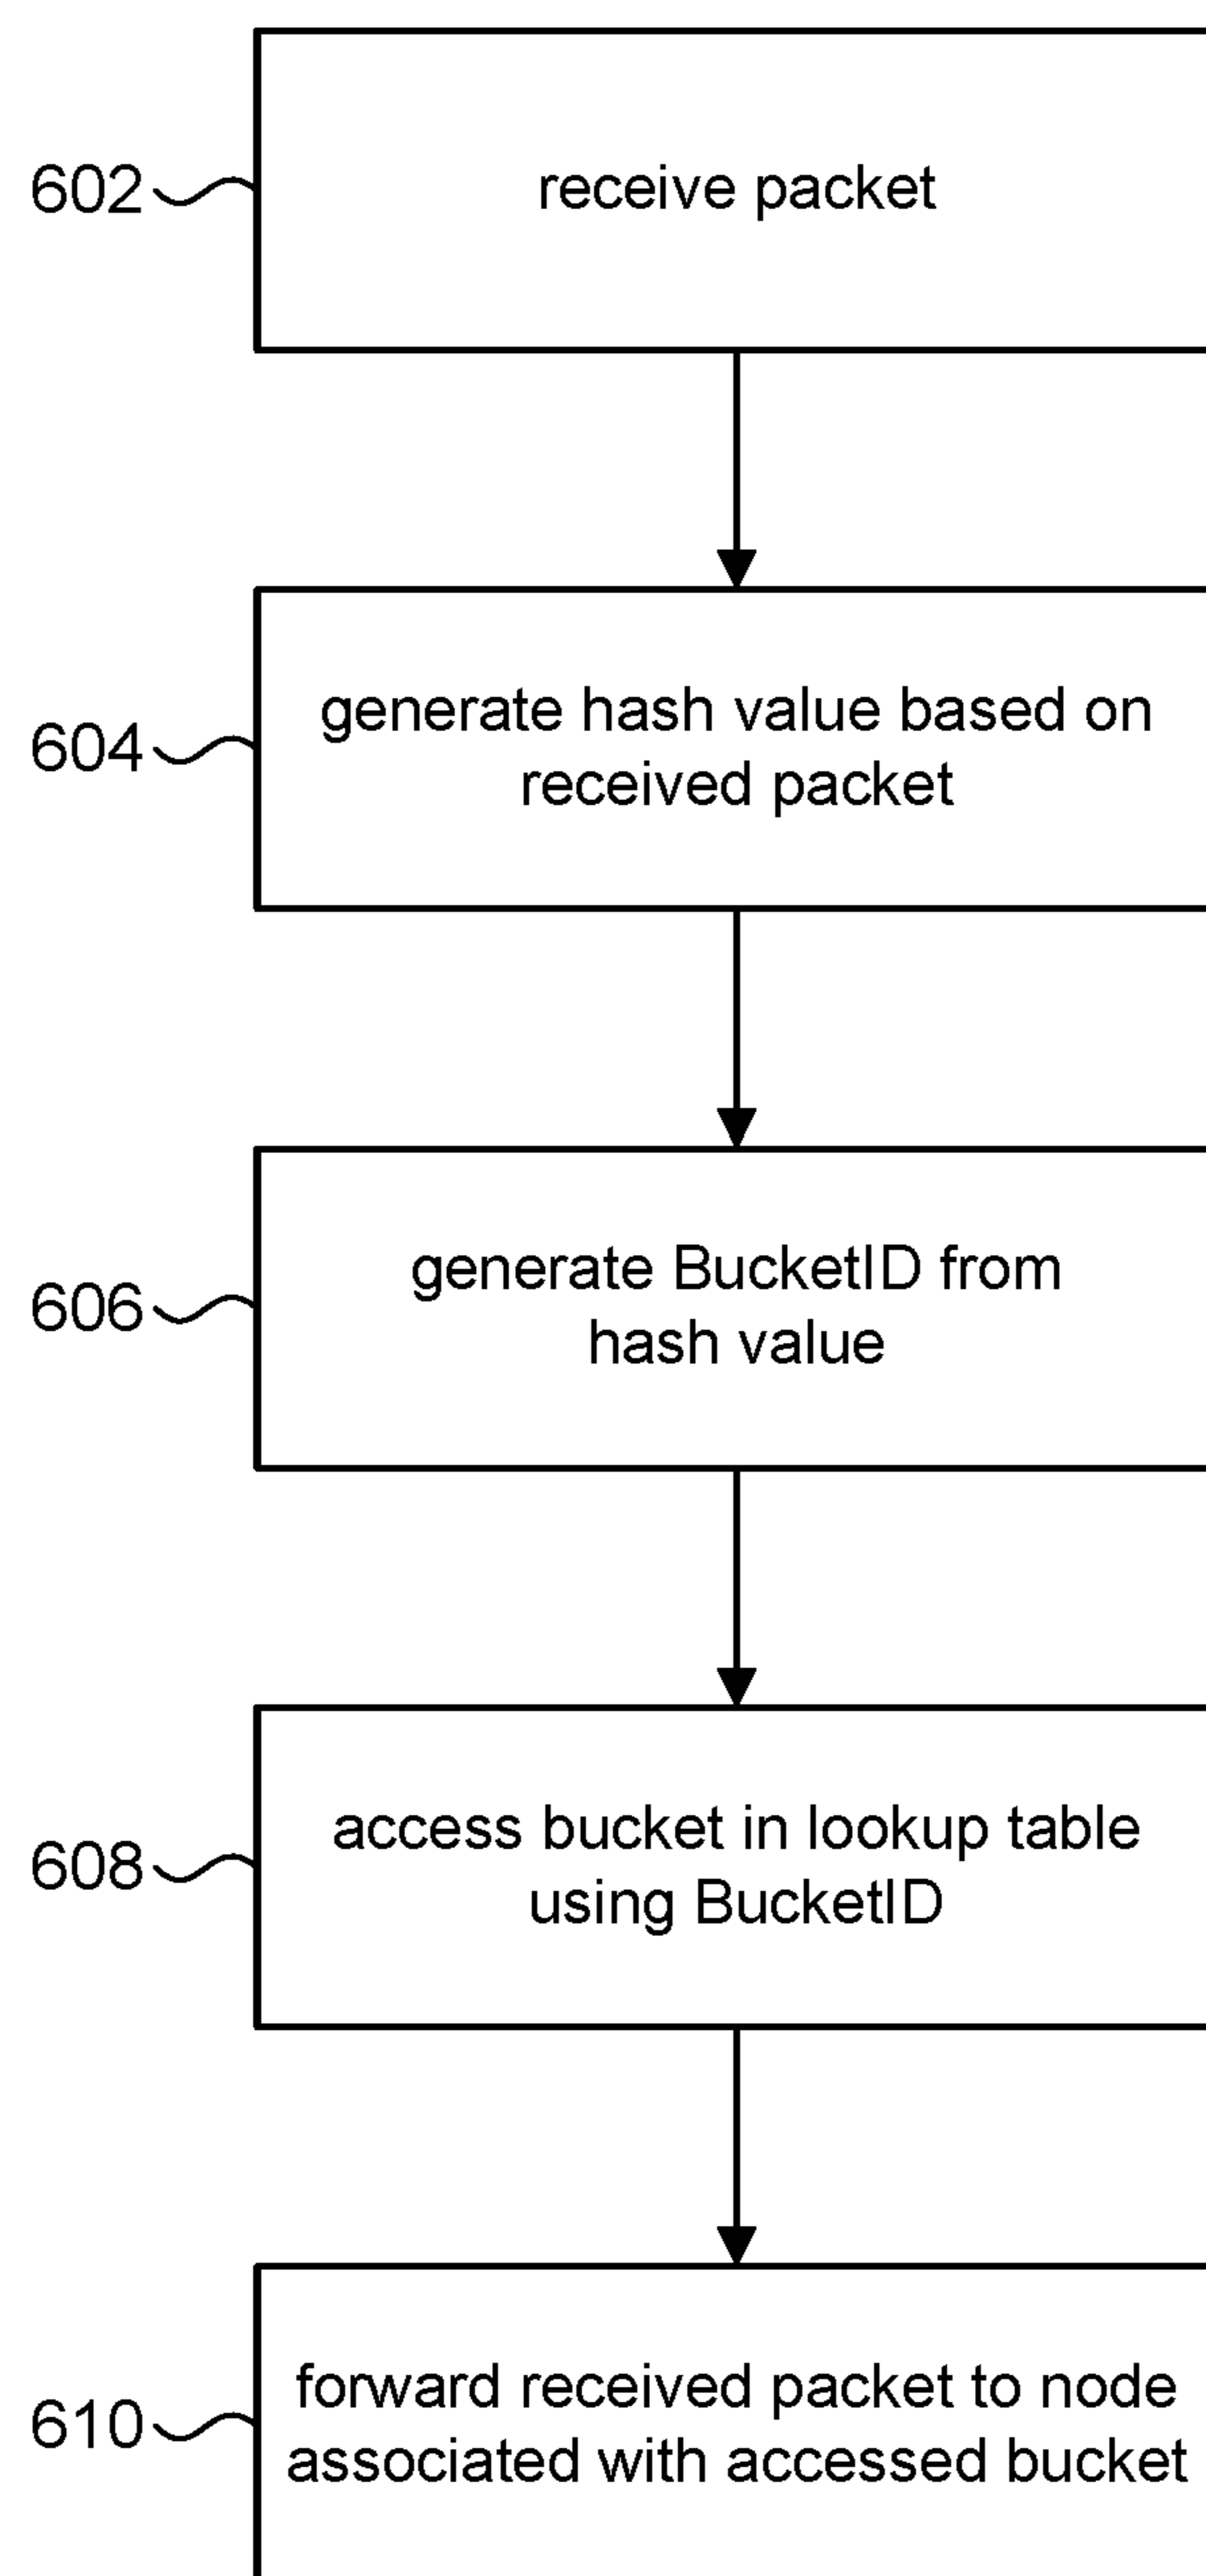 602
receive packet
604
generate hash value based on
received packet
606
generate BucketID from
hash value
608
access bucket in lookup table
using BucketID
610
forward received packet to node
associated with accessed bucket